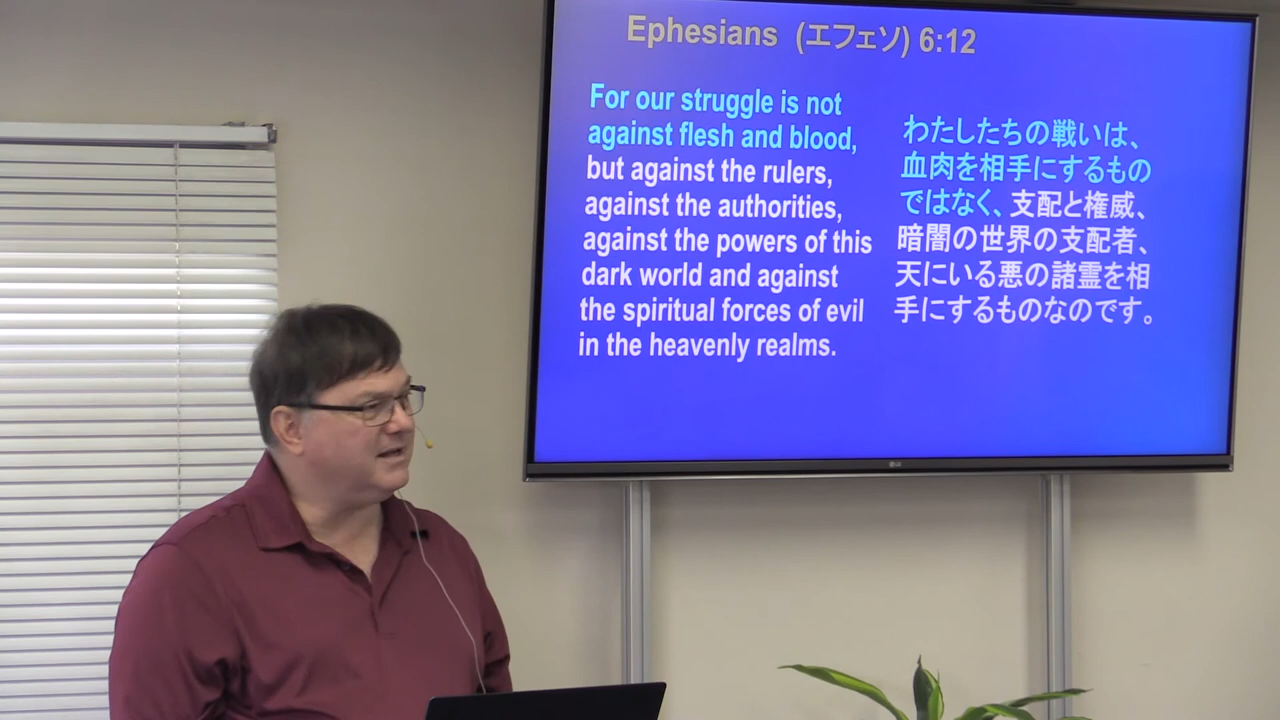 Ephesians (エフェソ) 6:12
For our struggle is not
against flesh and blood,
but against the rulers,
against the authorities,
against the powers of this
dark world and against
the spiritual forces of evil
in the heavenly realms.
わたしたちの戦いは、
血肉を相手にするもの
ではなく、支配と権威、
暗闇の世界の支配者、
天にいる悪の諸霊を相
手にするものなのです。
LG